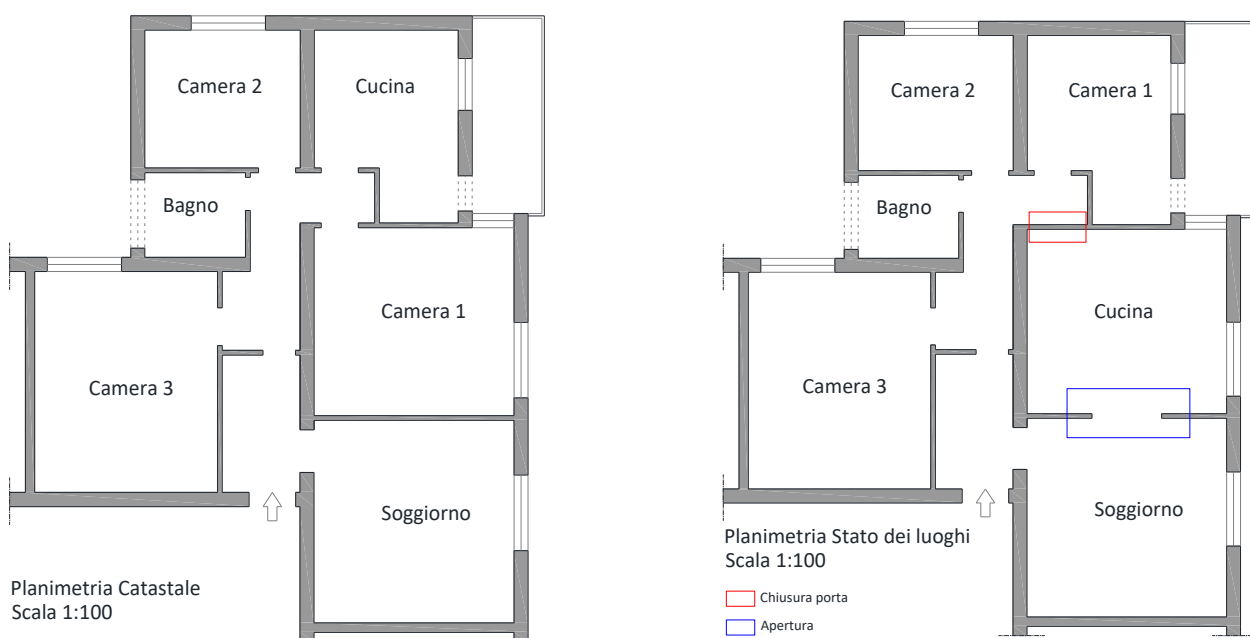 Camera 2
Cucina
Bagno
Camera 1
Camera 3
Soggiorno
Planimetria Catastale
Scala 1:100
Camera 2
Camera 1
Bagno
Cucina
Camera 3
Soggiorno
Planimetria Stato dei luoghi
Scala 1:100
Chiusura porta
Apertura